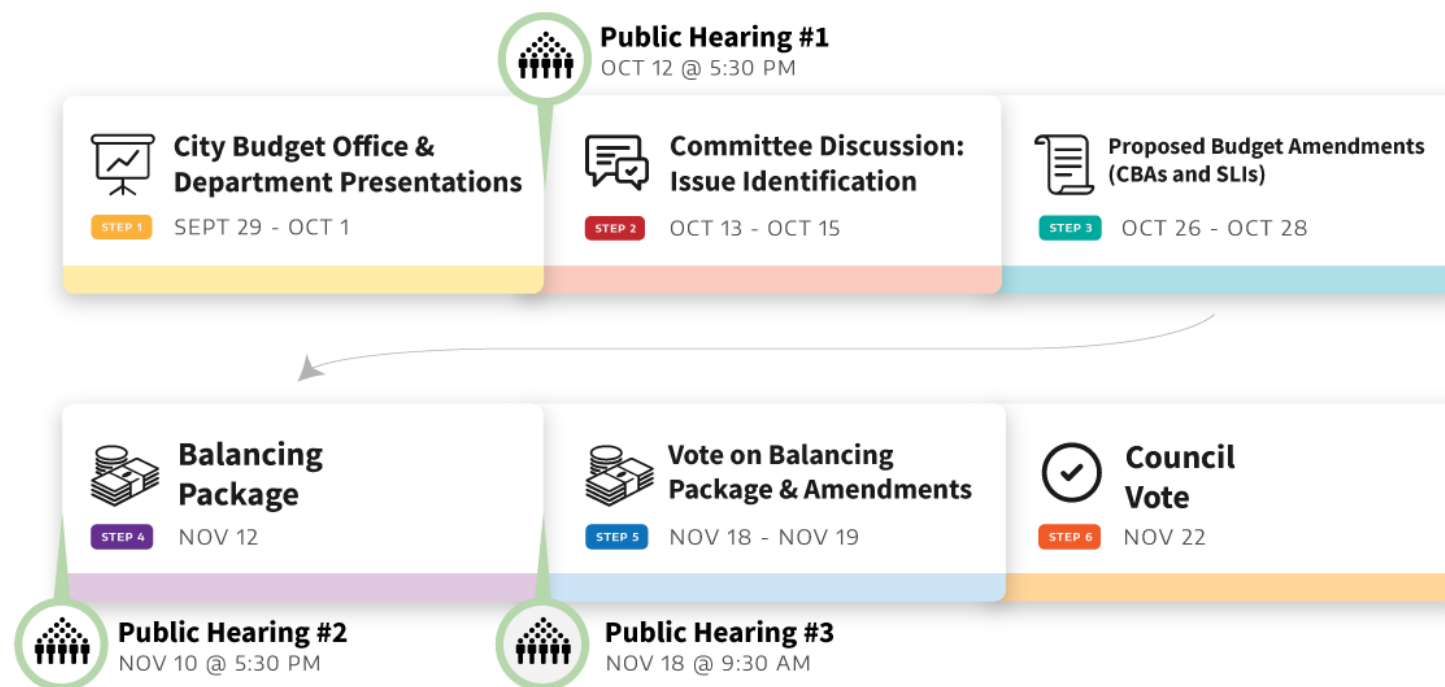 Public Hearing #1
OCT 12 @ 5:30 PM
City Budget Office &
Department Presentations
STEP 1
SEPT 29 - OCT 1
Committee Discussion:
Issue Identification
STEP 2
OCT 13 - OCT 15
Proposed Budget Amendments
(CBAs and SLIs)
STEP 3
OCT 26 - OCT 28
Balancing
Package
STEP 4
NOV 12
Vote on Balancing
Package & Amendments
STEP 5
NOV 18 - NOV 19
Council
Vote
STEP 6
NOV 22
Public Hearing #2
NOV 10 @ 5:30 PM
Public Hearing #3
NOV 18 @ 9:30 AM